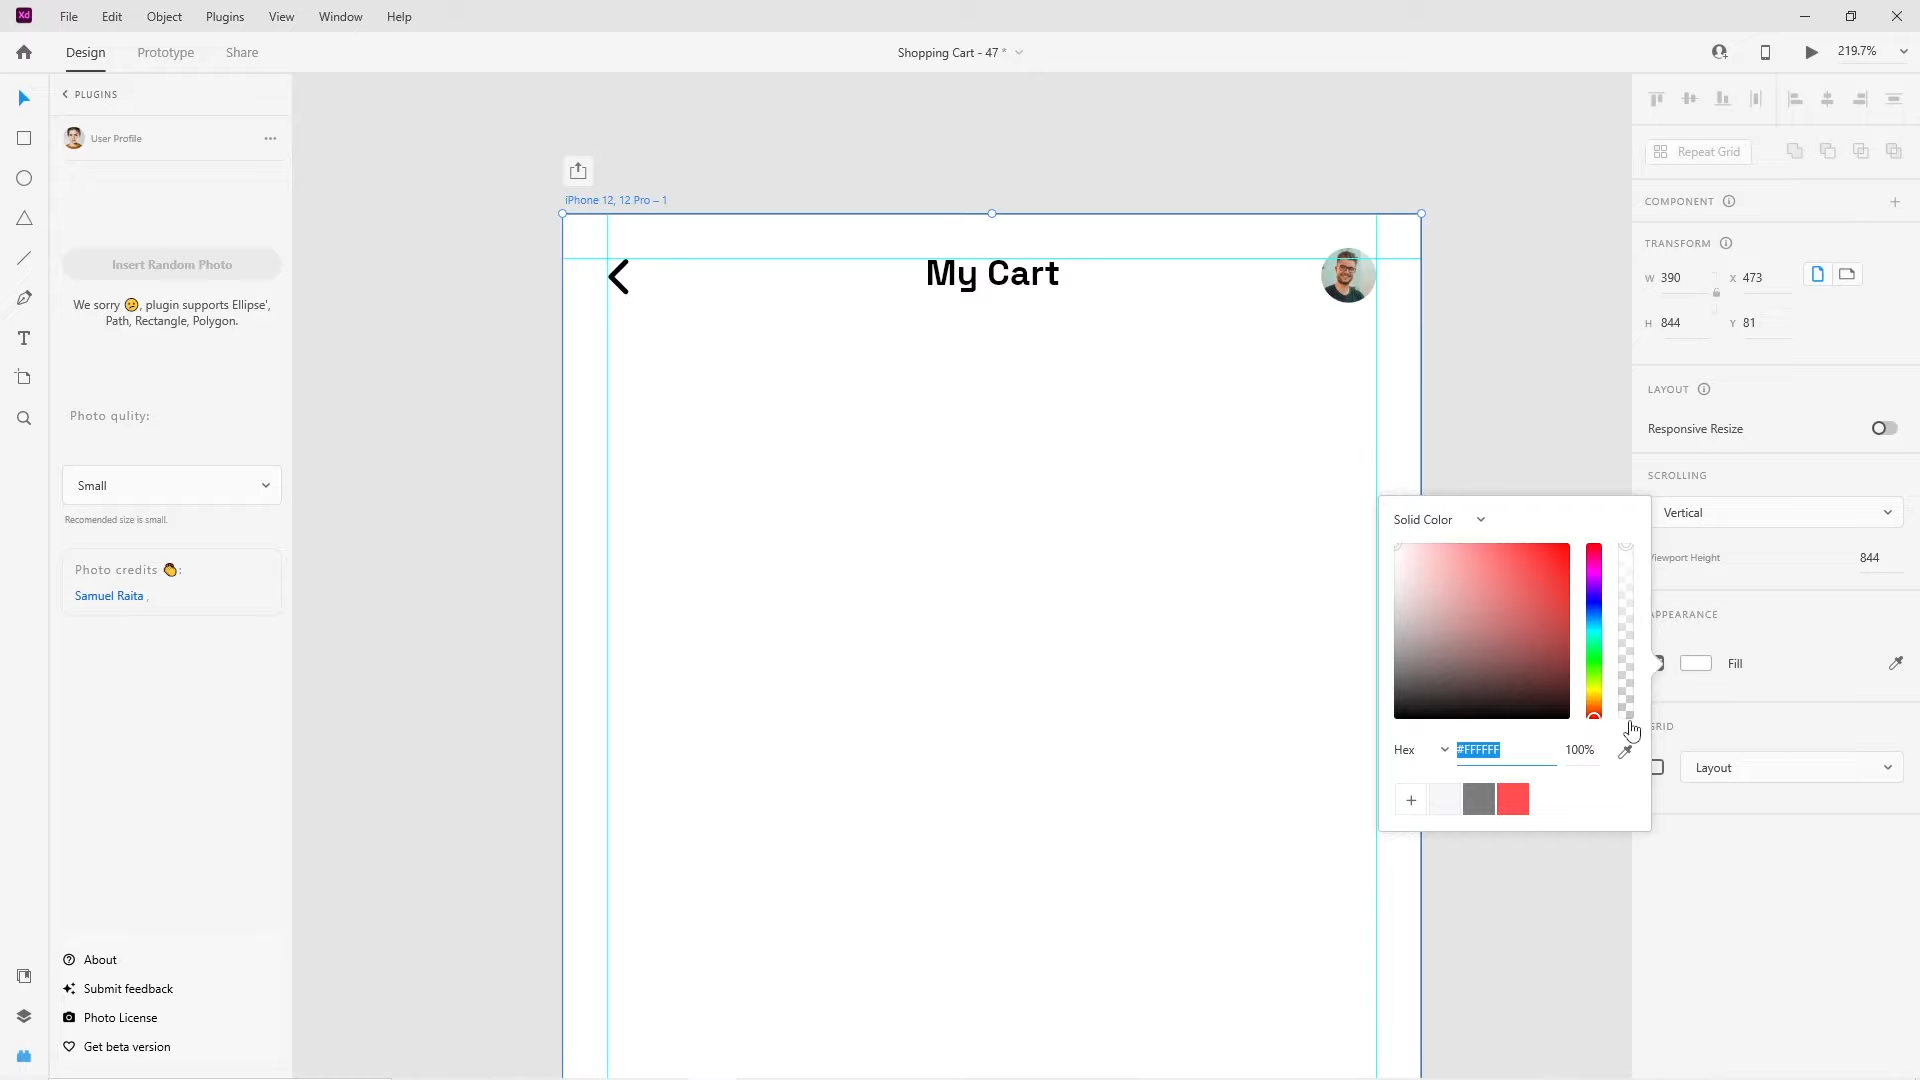 Xd File Edit Object Plugins View Window Help
Design Prototype Share
Shopping Cart - 47 *
219.7%
PLUGINS
User Profile
Insert Random Photo
We sorry 😕, plugin supports Ellipse',
Path, Rectangle, Polygon.
Photo qulity:
Small
Recomended size is small.
Photo credits 👏:
Samuel Raita ,
About
Submit feedback
Photo License
Get beta version
iPhone 12, 12 Pro – 1
My Cart
Solid Color
Hex #FFFFFF 100%
+
Repeat Grid
COMPONENT
TRANSFORM
W 390 X 473
H 844 Y 81
LAYOUT
Responsive Resize
SCROLLING
Vertical
Viewport Height 844
APPEARANCE
Fill
GRID
Layout